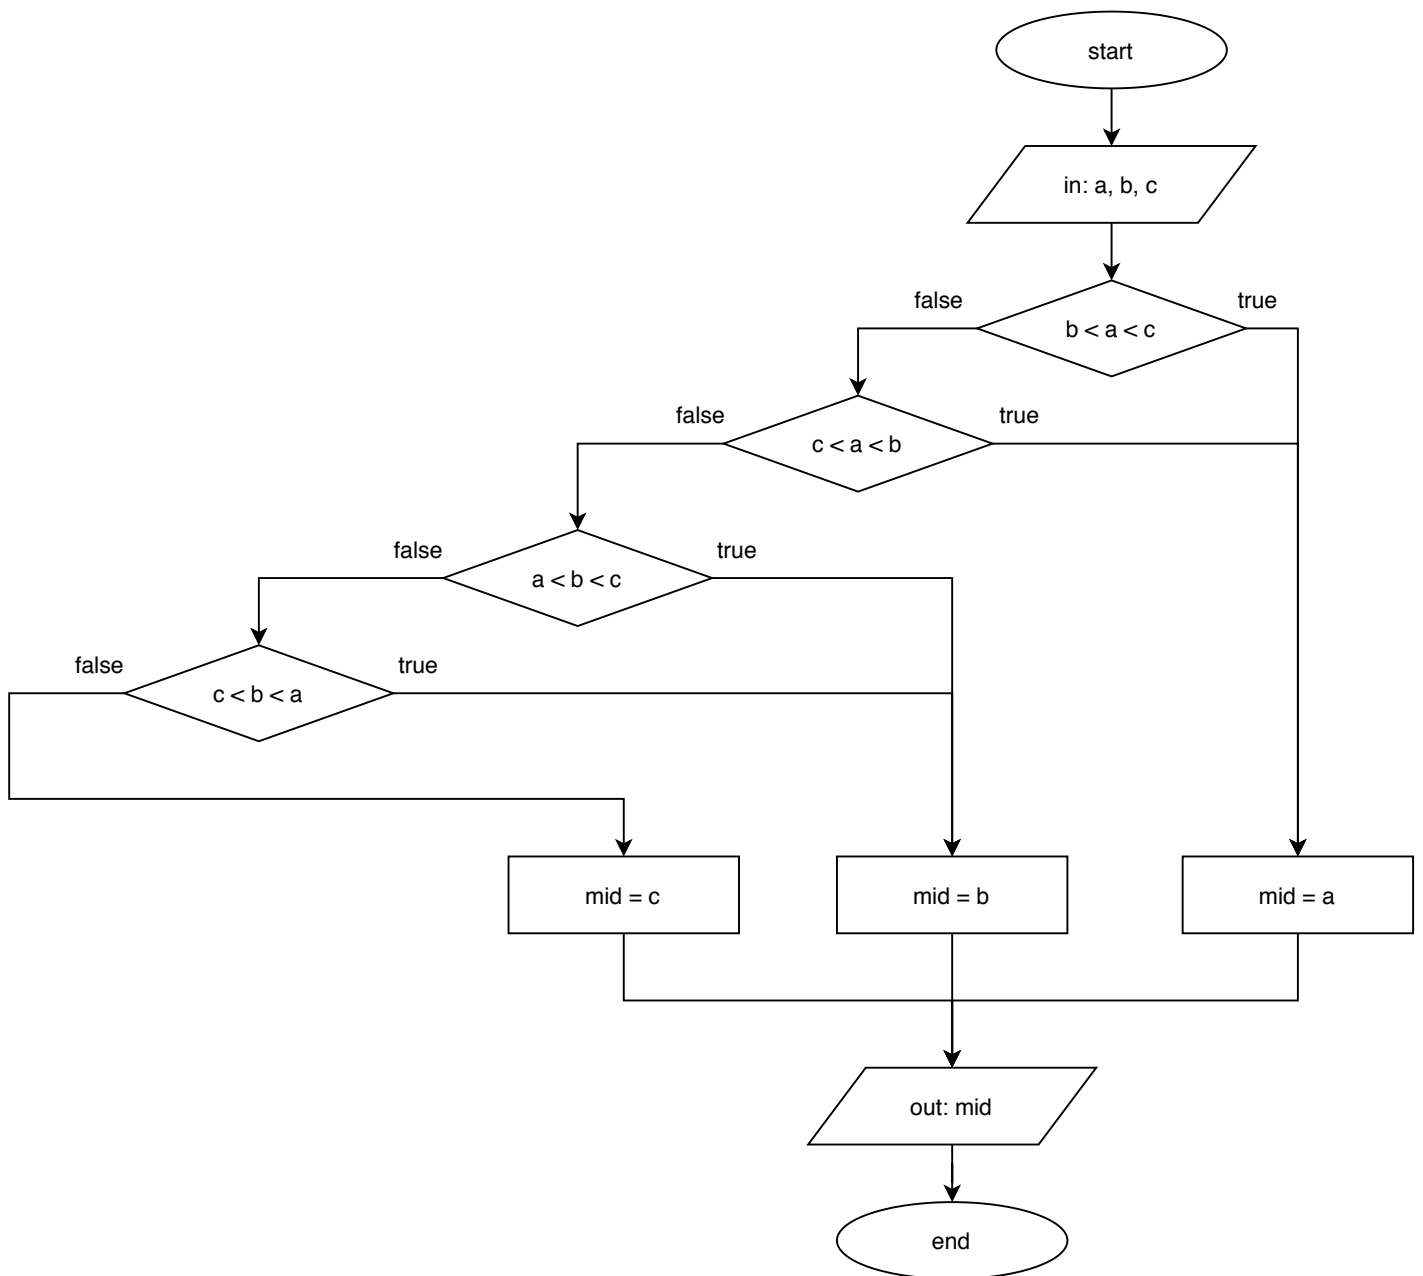 start
in: a, b, c
false
true
b < a < c
false
true
c < a < b
false
true
a < b < c
false
true
c < b < a
mid = c
mid = b
mid = a
out: mid
end